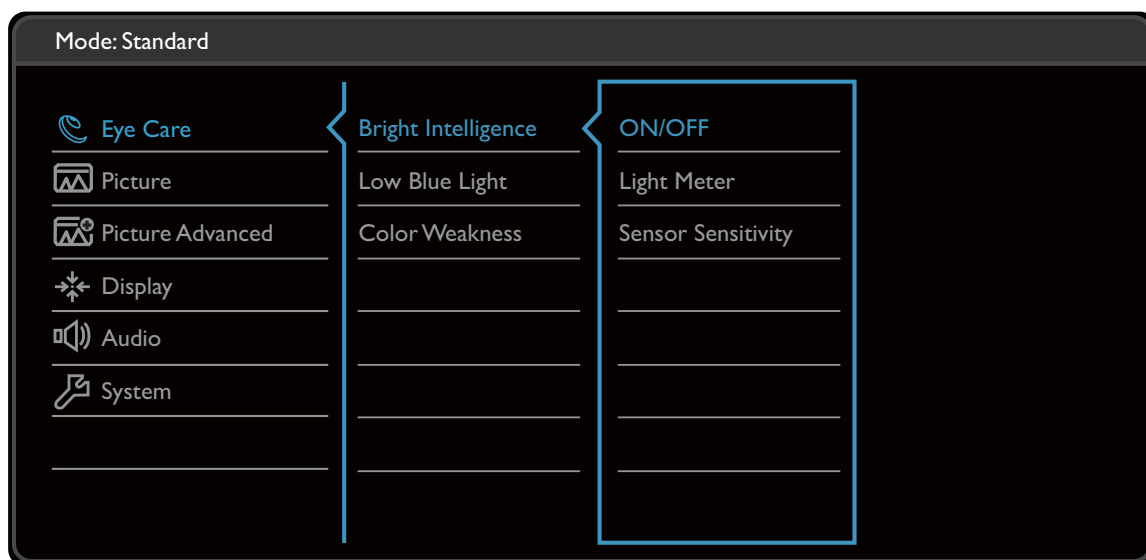 Mode: Standard
Eye Care
Bright Intelligence
ON/OFF
Picture
Low Blue Light
Light Meter
Picture Advanced
Color Weakness
Sensor Sensitivity
Display
Audio
System